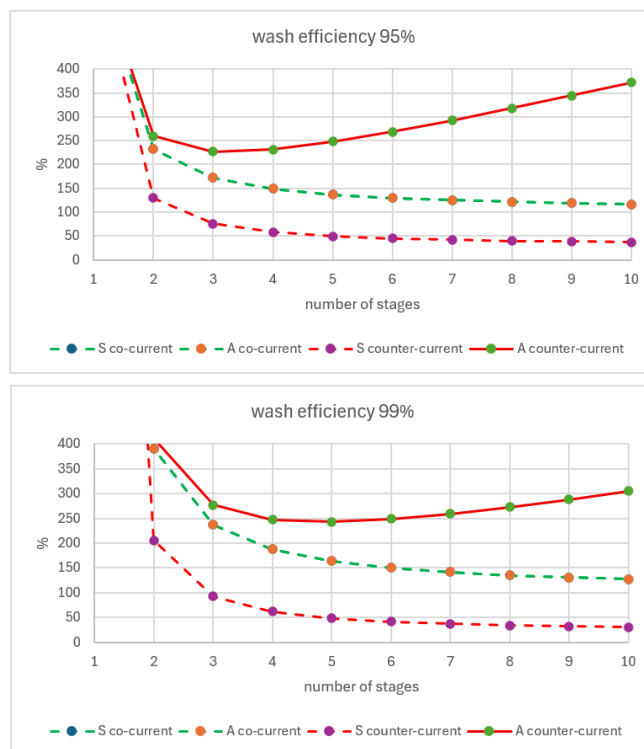 wash efficiency 95%
400
350
300
250
200
150
100
50
0
%
1 2 3 4 5 6 7 8 9 10
number of stages
S co-current A co-current S counter-current A counter-current
wash efficiency 99%
400
350
300
250
200
150
100
50
0
%
1 2 3 4 5 6 7 8 9 10
number of stages
S co-current A co-current S counter-current A counter-current